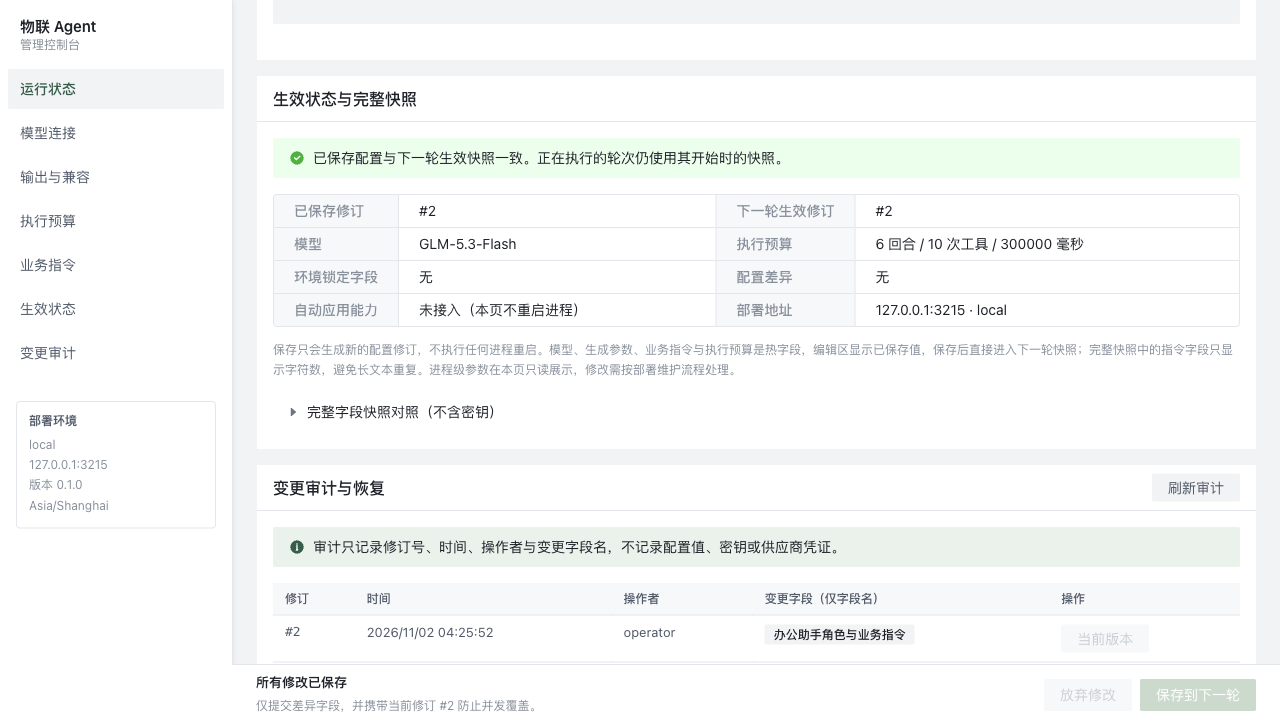 物联 Agent
管理控制台
运行状态
模型连接
输出与兼容
执行预算
业务指令
生效状态
变更审计
部署环境
local
127.0.0.1:3215
版本 0.1.0
Asia/Shanghai
生效状态与完整快照
已保存配置与下一轮生效快照一致。正在执行的轮次仍使用其开始时的快照。
已保存修订 #2 下一轮生效修订 #2
模型 GLM-5.3-Flash 执行预算 6 回合 / 10 次工具 / 300000 毫秒
环境锁定字段 无 配置差异 无
自动应用能力 未接入（本页不重启进程） 部署地址 127.0.0.1:3215 · local
保存只会生成新的配置修订，不执行任何进程重启。模型、生成参数、业务指令与执行预算是热字段，编辑区显示已保存值，保存后直接进入下一轮快照；完整快照中的指令字段只显
示字符数，避免长文本重复。进程级参数在本页只读展示，修改需按部署维护流程处理。
完整字段快照对照（不含密钥）
变更审计与恢复
刷新审计
审计只记录修订号、时间、操作者与变更字段名，不记录配置值、密钥或供应商凭证。
修订 时间 操作者 变更字段（仅字段名） 操作
#2 2026/11/02 04:25:52 operator 办公助手角色与业务指令 当前版本
所有修改已保存
仅提交差异字段，并携带当前修订 #2 防止并发覆盖。
放弃修改 保存到下一轮